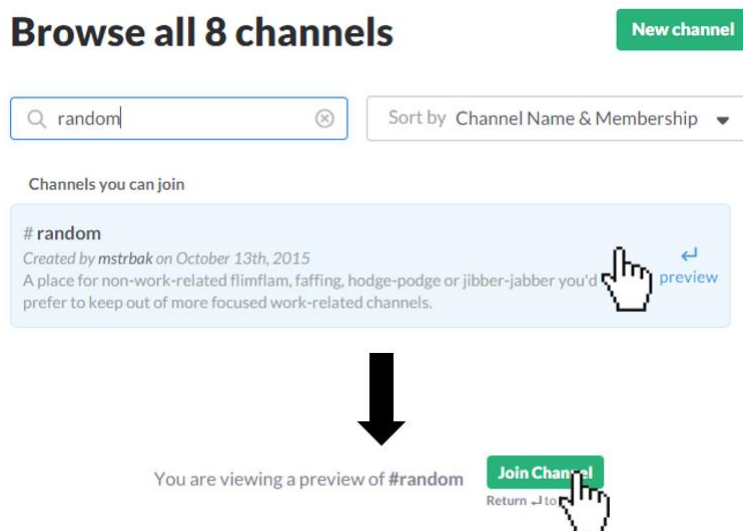 Browse all 8 channels
New channel
random
Sort by Channel Name & Membership
Channels you can join
# random
Created by mstrbak on October 13th, 2015
A place for non-work-related flimflam, faffing, hodge-podge or jibber-jabber you'd
prefer to keep out of more focused work-related channels.
preview
You are viewing a preview of #random
Join Channel
Return ↵ to